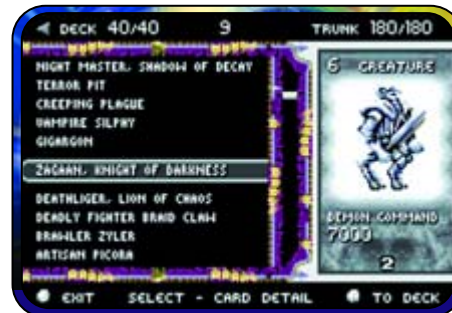 DECK 40/40 9 TRUNK 180/180
NIGHT MASTER, SHADOW OF DECAY
TERROR PIT
CREEPING PLAGUE
VAMPIRE SILPHY
GIGARGON
ZAGAAN, KNIGHT OF DARKNESS
DEATHLIGER, LION OF CHAOS
DEADLY FIGHTER BRAID CLAW
BRAWLER ZYLER
ARTISAN PICORA
6 CREATURE
DEMON COMMAND
7000
2
EXIT SELECT - CARD DETAIL TO DECK